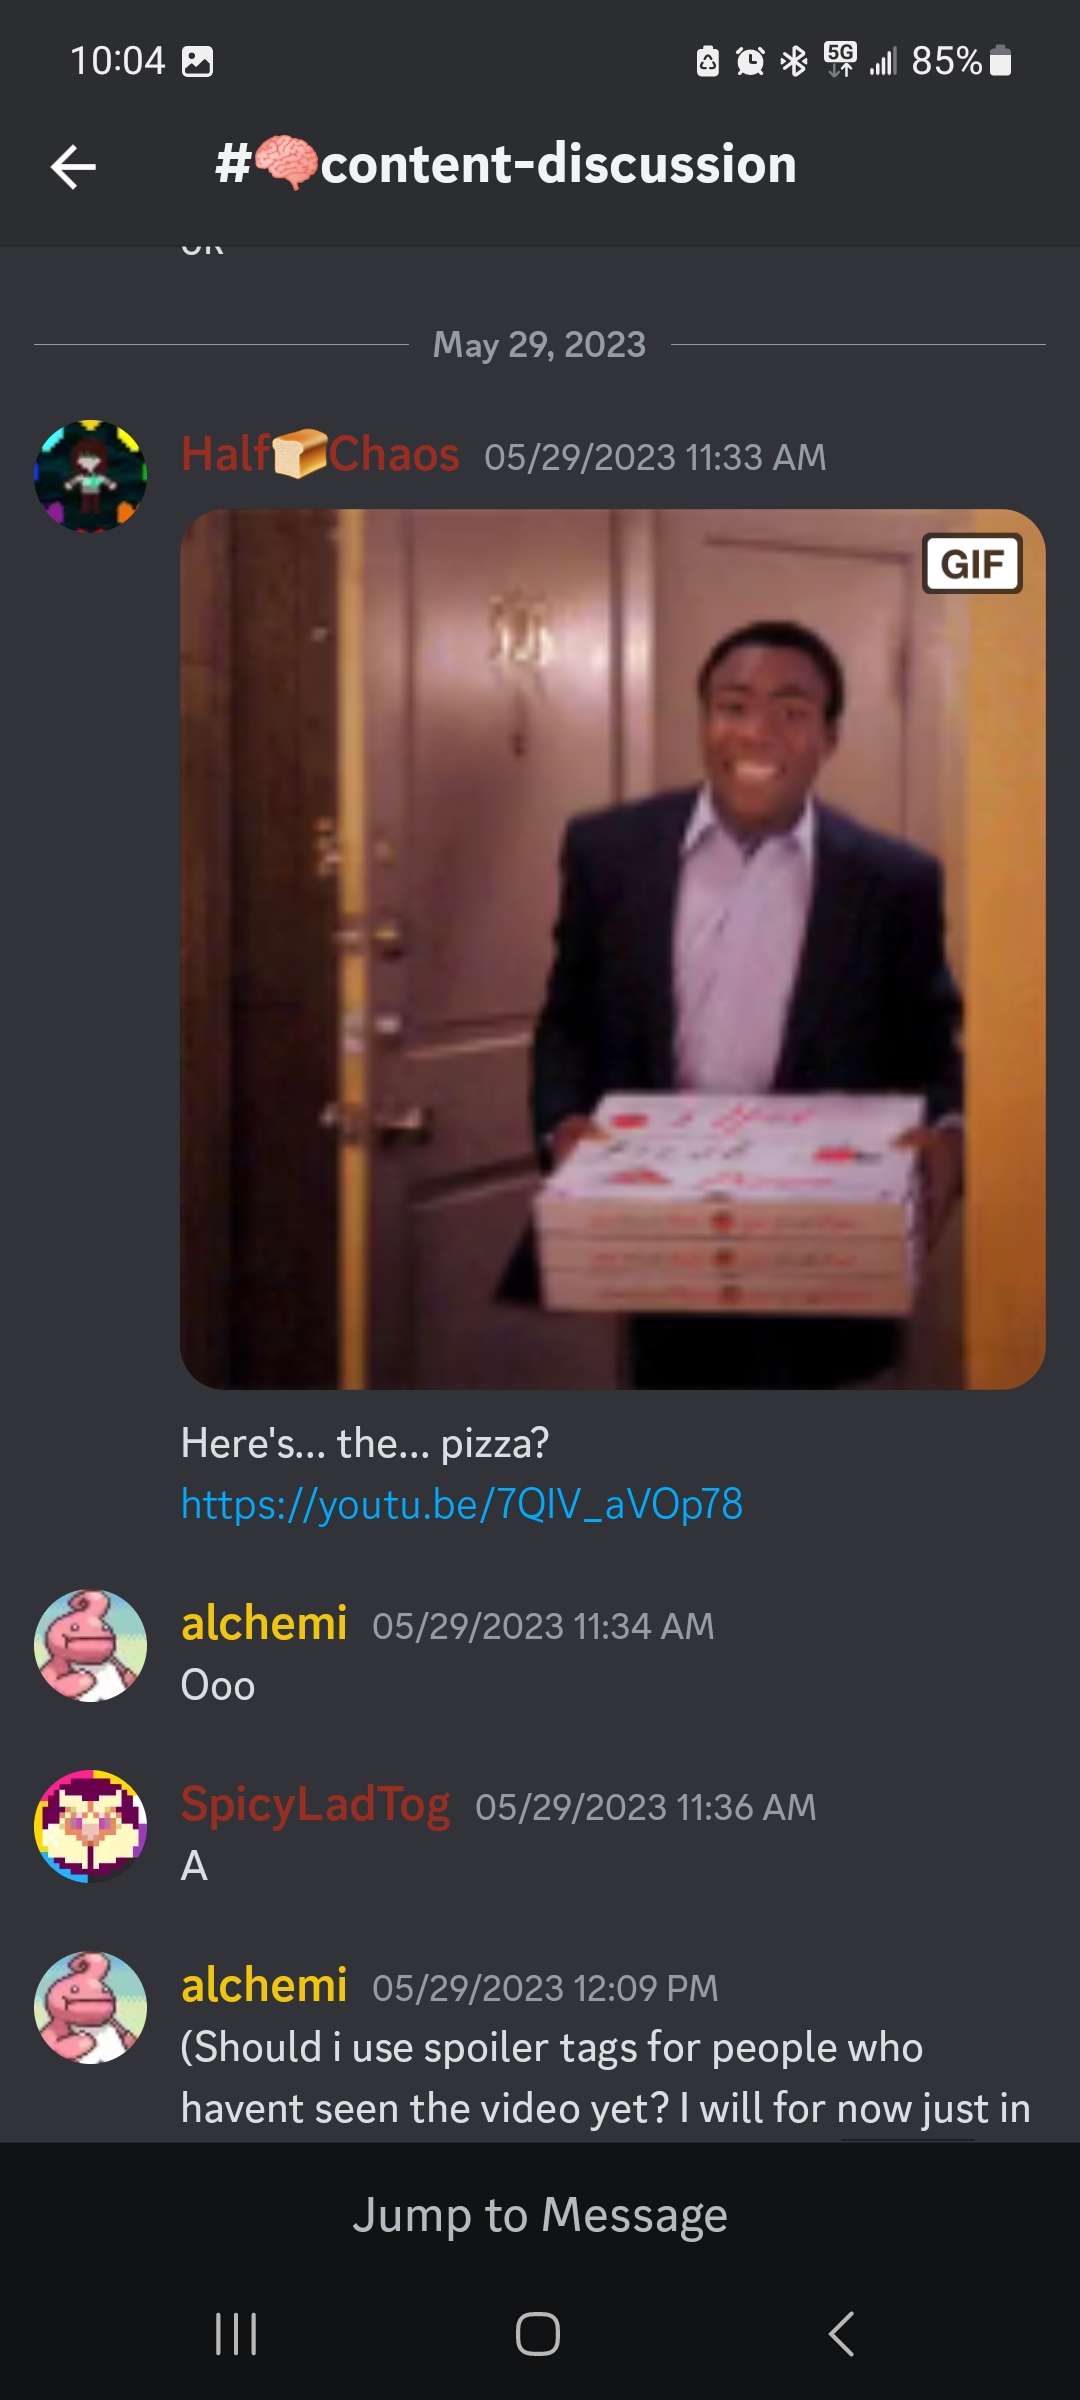 10:04 5G 85%
#🧠content-discussion
May 29, 2023
Half🍞Chaos 05/29/2023 11:33 AM
GIF
Here's... the... pizza?
https://youtu.be/7QIV_aVOp78
alchemi 05/29/2023 11:34 AM
Ooo
SpicyLadTog 05/29/2023 11:36 AM
A
alchemi 05/29/2023 12:09 PM
(Should i use spoiler tags for people who
havent seen the video yet? I will for now just in
Jump to Message